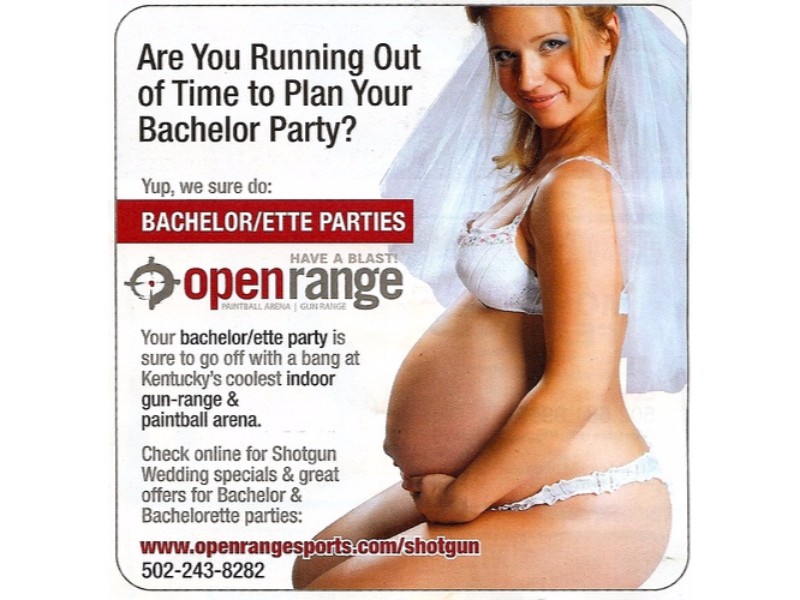 Are You Running Out
of Time to Plan Your
Bachelor Party?
Yup, we sure do:
BACHELOR/ETTE PARTIES
HAVE A BLAST!
openrange
PAINTBALL ARENA | GUN RANGE
Your bachelor/ette party is
sure to go off with a bang at
Kentucky's coolest indoor
gun-range &
paintball arena.
Check online for Shotgun
Wedding specials & great
offers for Bachelor &
Bachelorette parties:
www.openrangesports.com/shotgun
502-243-8282